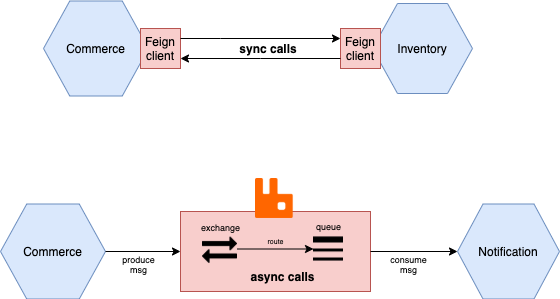 Commerce
Feign
client
sync calls
Feign
client
Inventory
Commerce
produce
msg
exchange
route
queue
async calls
consume
msg
Notification